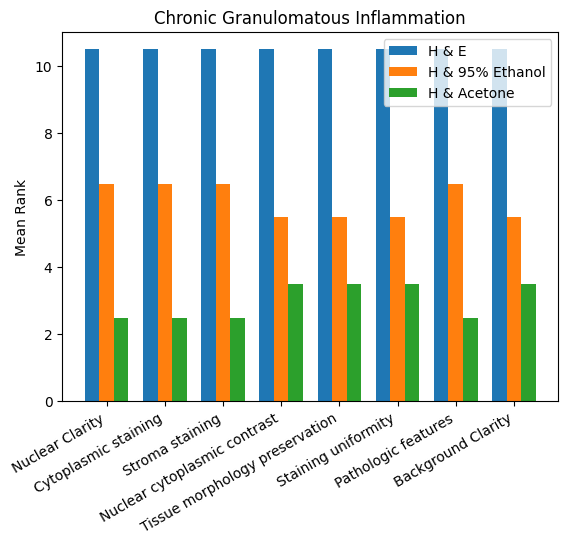 Chronic Granulomatous Inflammation
H & E
H & 95% Ethanol
H & Acetone
Mean Rank
10
8
6
4
2
0
Nuclear Clarity
Cytoplasmic staining
Stroma staining
Nuclear cytoplasmic contrast
Tissue morphology preservation
Staining uniformity
Pathologic features
Background Clarity